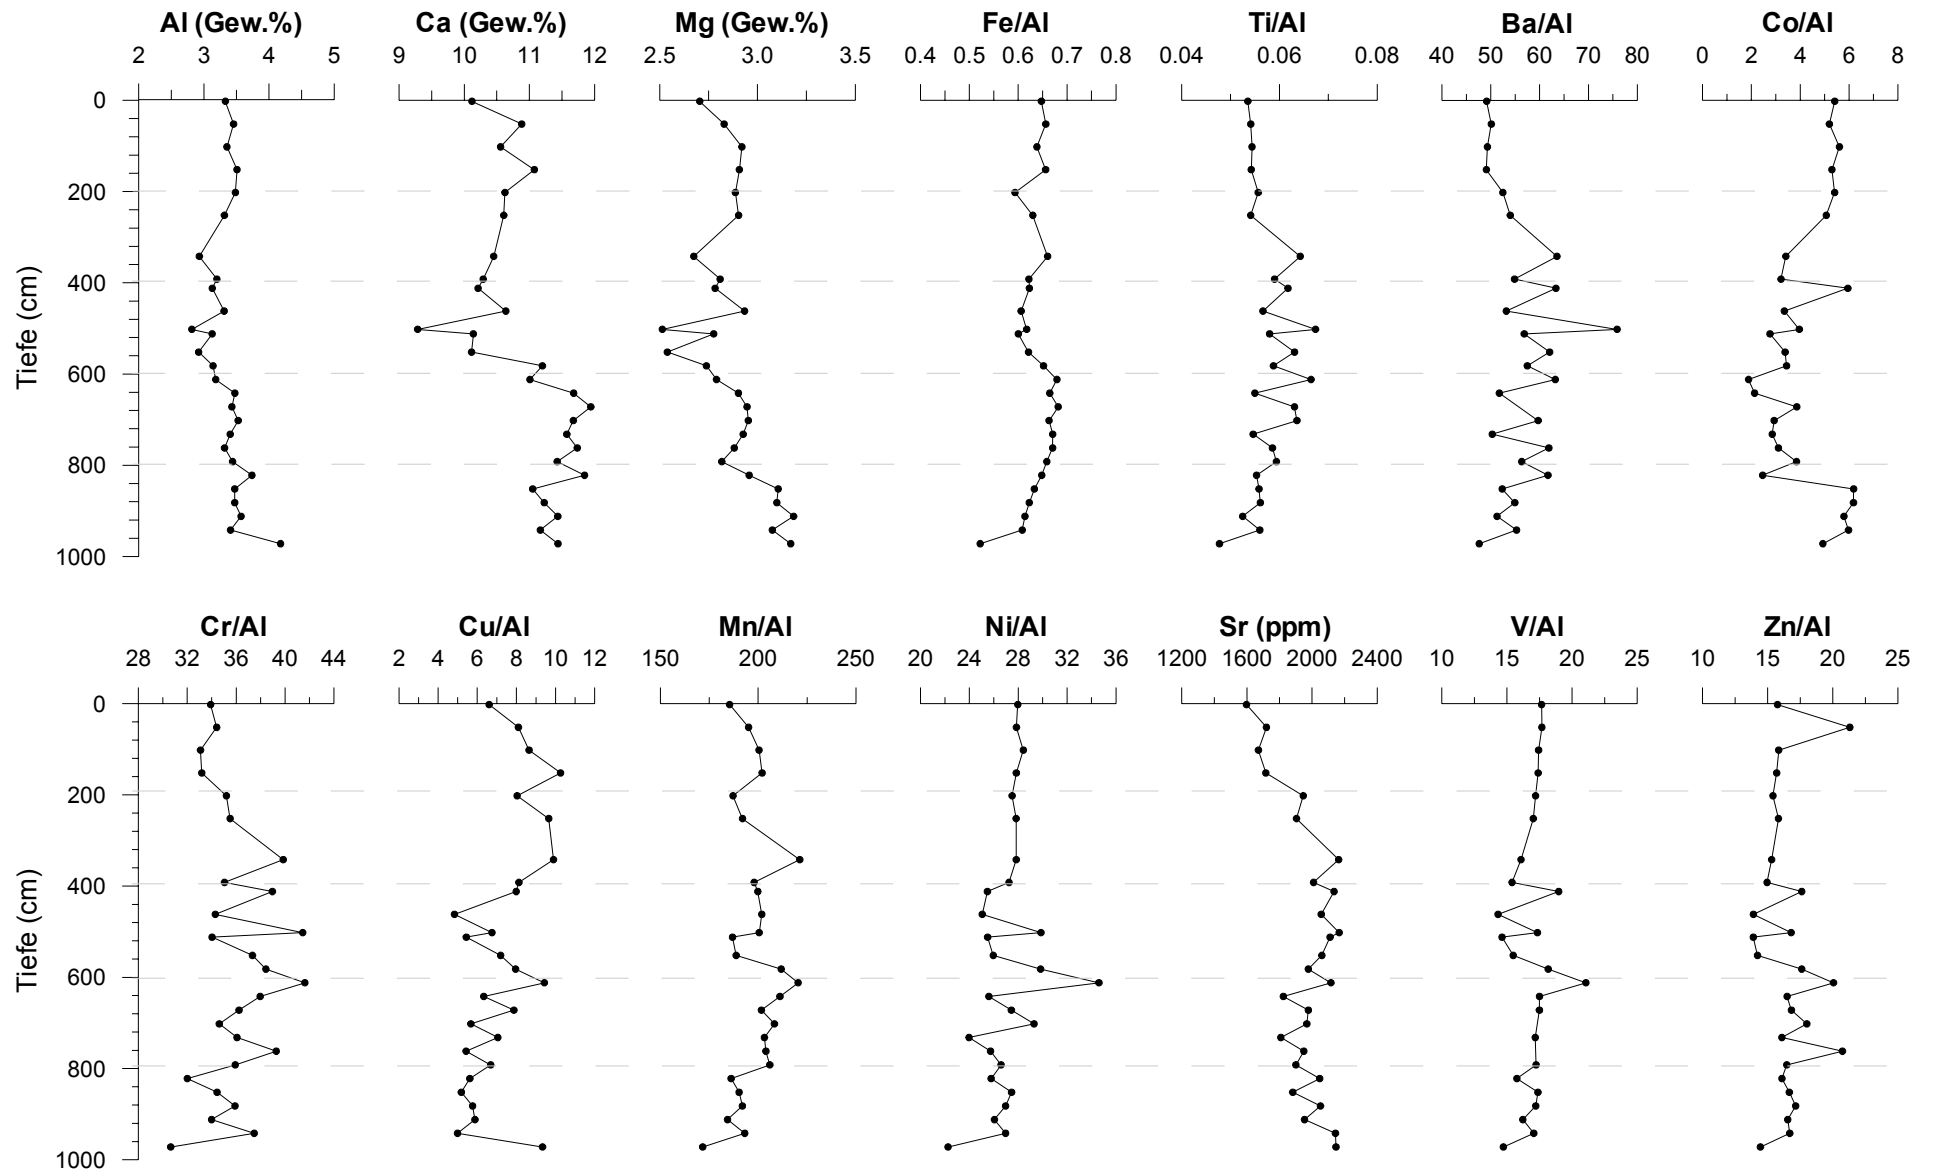 Al (Gew.%) Ca (Gew.%) Mg (Gew.%) Fe/Al Ti/Al Ba/Al Co/Al
2 3 4 5 9 10 11 12 2.5 3.0 3.5 0.4 0.5 0.6 0.7 0.8 0.04 0.06 0.08 40 50 60 70 80 0 2 4 6 8
0
200
400
600
800
1000
Tiefe (cm)
Cr/Al Cu/Al Mn/Al Ni/Al Sr (ppm) V/Al Zn/Al
28 32 36 40 44 2 4 6 8 10 12 150 200 250 20 24 28 32 36 1200 1600 2000 2400 10 15 20 25 10 15 20 25
0
200
400
600
800
1000
Tiefe (cm)